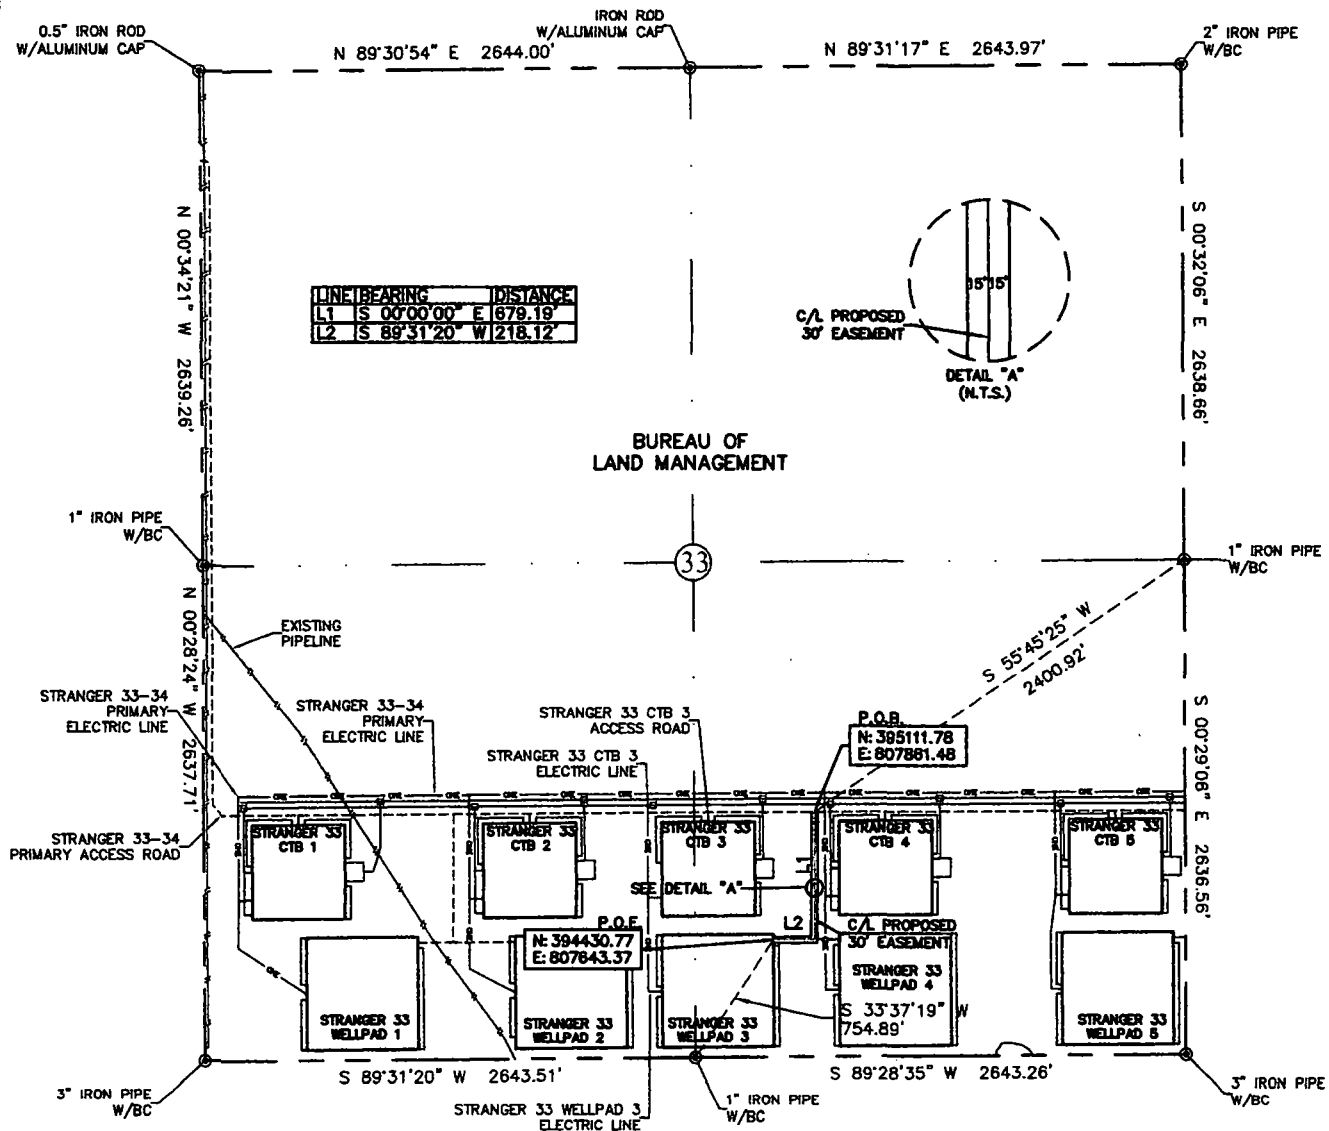 0.5" IRON ROD
W/ALUMINUM CAP
N 89°30'54" E 2644.00'
IRON ROD
W/ALUMINUM CAP
N 89°31'17" E 2643.97'
2" IRON PIPE
W/BC
N 00°34'21" W 2639.26'
S 00°32'06" E 2638.66'
LINE BEARING DISTANCE
L1 S 00°00'00" E 679.19'
L2 S 89°31'20" W 218.12'
15' 15'
C/L PROPOSED
30' EASEMENT
DETAIL "A"
(N.T.S.)
BUREAU OF
LAND MANAGEMENT
1" IRON PIPE
W/BC
33
1" IRON PIPE
W/BC
N 00°28'24" W 2637.71'
EXISTING
PIPELINE
S 55°45'25" W
2400.92'
S 00°29'08" E 2636.56'
STRANGER 33-34
PRIMARY
ELECTRIC LINE
STRANGER 33-34
PRIMARY
ELECTRIC LINE
STRANGER 33 CTB 3
ACCESS ROAD
STRANGER 33 CTB 3
ELECTRIC LINE
P.O.B.
N: 395111.78
E: 807861.48
STRANGER 33-34
PRIMARY ACCESS ROAD
STRANGER 33
CTB 1
STRANGER 33
CTB 2
STRANGER 33
CTB 3
STRANGER 33
CTB 4
STRANGER 33
CTB 5
L1
SEE DETAIL "A"
L2
C/L PROPOSED
30' EASEMENT
P.O.E.
N: 394430.77
E: 807643.37
STRANGER 33
WELLPAD 1
STRANGER 33
WELLPAD 2
STRANGER 33
WELLPAD 3
STRANGER 33
WELLPAD 4
STRANGER 33
WELLPAD 5
S 33°37'19" W
754.89'
S 89°31'20" W 2643.51'
S 89°28'35" W 2643.26'
3" IRON PIPE
W/BC
STRANGER 33 WELLPAD 3
ELECTRIC LINE
1" IRON PIPE
W/BC
3" IRON PIPE
W/BC